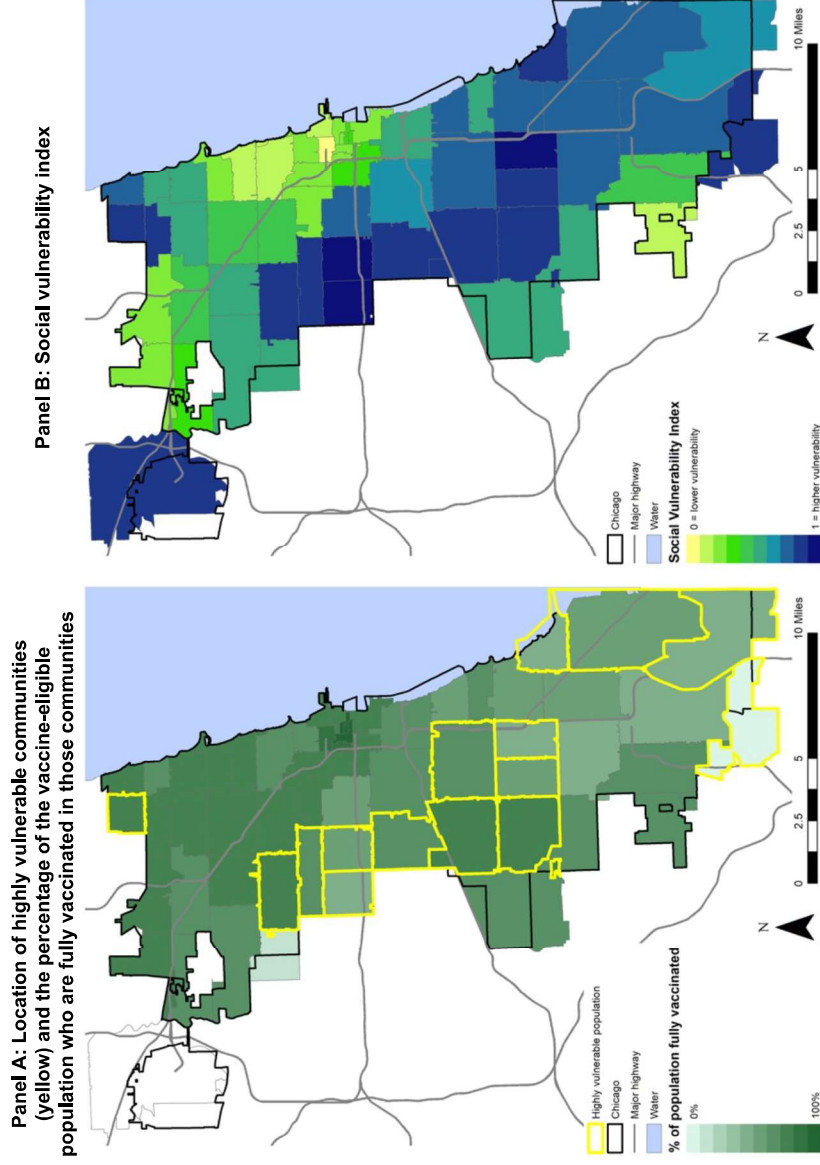 Panel A: Location of highly vulnerable communities
(yellow) and the percentage of the vaccine-eligible
population who are fully vaccinated in those communities
Highly vulnerable population
Chicago
Major highway
Water
% of population fully vaccinated
0%
100%
N
0
2.5
5
10 Miles
Panel B: Social vulnerability index
Chicago
Major highway
Water
Social Vulnerability Index
0 = lower vulnerability
1 = higher vulnerability
N
0
2.5
5
10 Miles